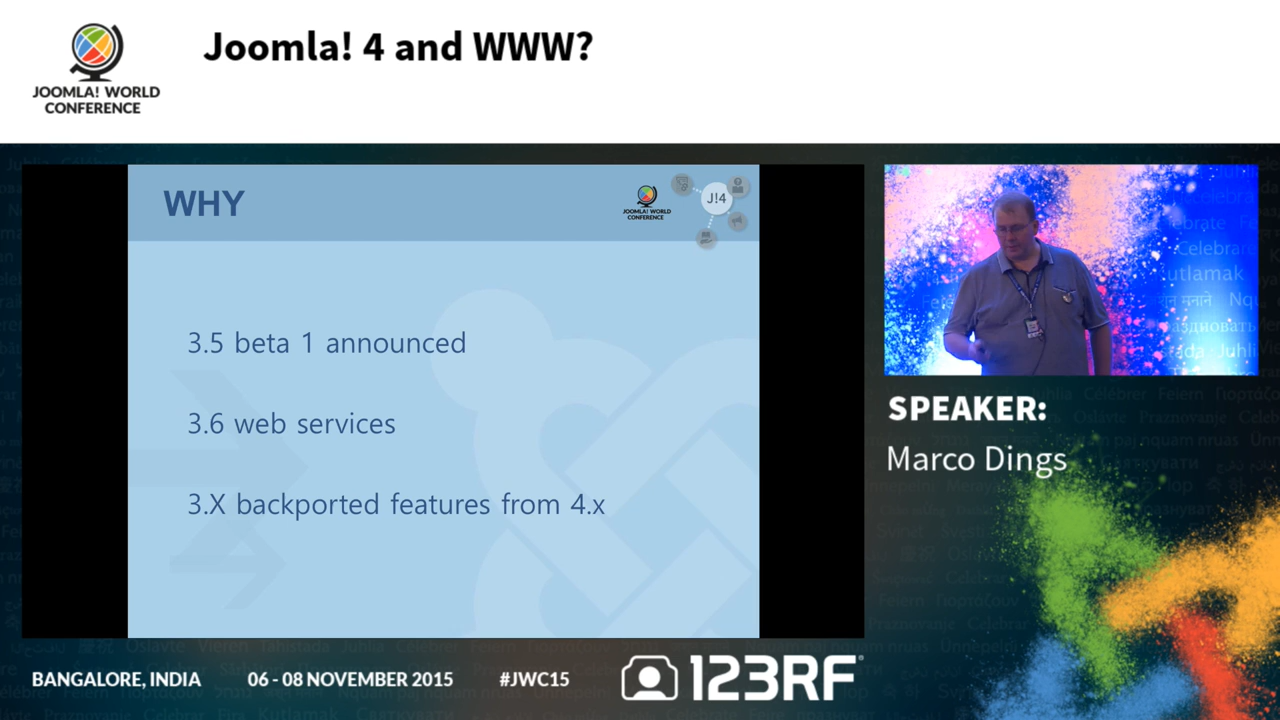 Joomla! 4 and WWW?
JOOMLA! WORLD
CONFERENCE
WHY
JOOMLA! WORLD
CONFERENCE
J!4
3.5 beta 1 announced
3.6 web services
3.X backported features from 4.x
SPEAKER:
Marco Dings
BANGALORE, INDIA
06 - 08 NOVEMBER 2015
#JWC15
123RF